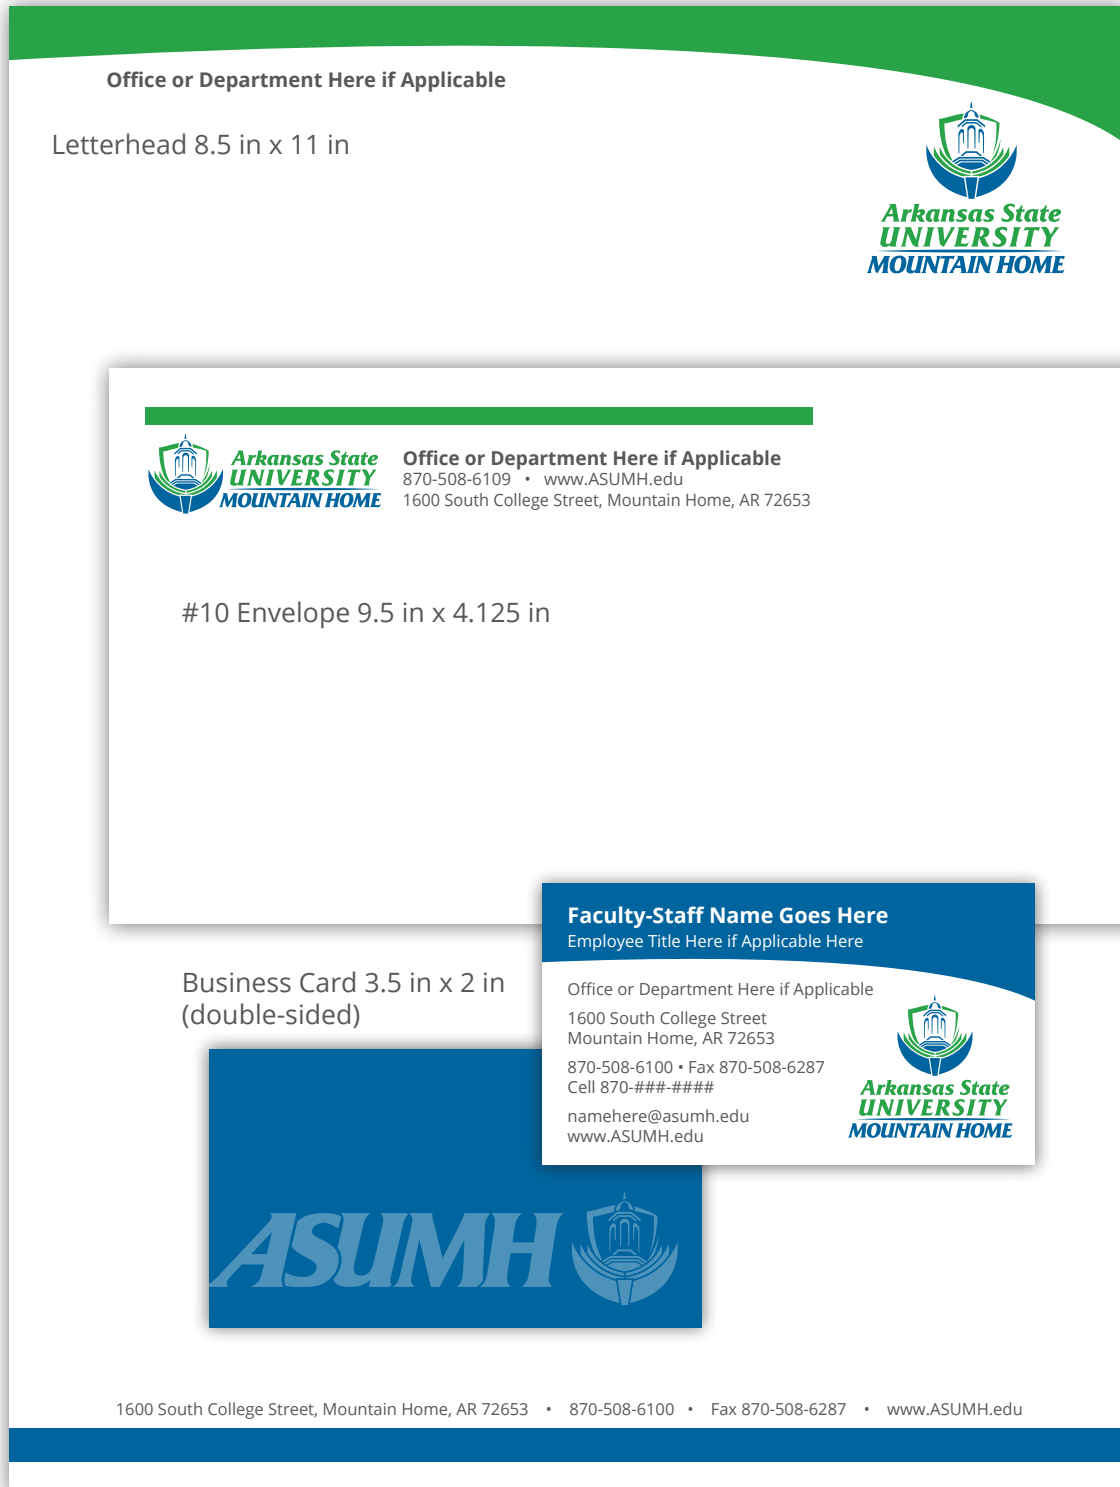 Office or Department Here if Applicable
Letterhead 8.5 in x 11 in
Arkansas State
UNIVERSITY
MOUNTAIN HOME
Arkansas State
UNIVERSITY
MOUNTAIN HOME
Office or Department Here if Applicable
870-508-6109 • www.ASUMH.edu
1600 South College Street, Mountain Home, AR 72653
#10 Envelope 9.5 in x 4.125 in
Faculty-Staff Name Goes Here
Employee Title Here if Applicable Here
Office or Department Here if Applicable
1600 South College Street
Mountain Home, AR 72653
870-508-6100 • Fax 870-508-6287
Cell 870-###-####
namehere@asumh.edu
www.ASUMH.edu
Arkansas State
UNIVERSITY
MOUNTAIN HOME
Business Card 3.5 in x 2 in
(double-sided)
ASUMH
1600 South College Street, Mountain Home, AR 72653 • 870-508-6100 • Fax 870-508-6287 • www.ASUMH.edu